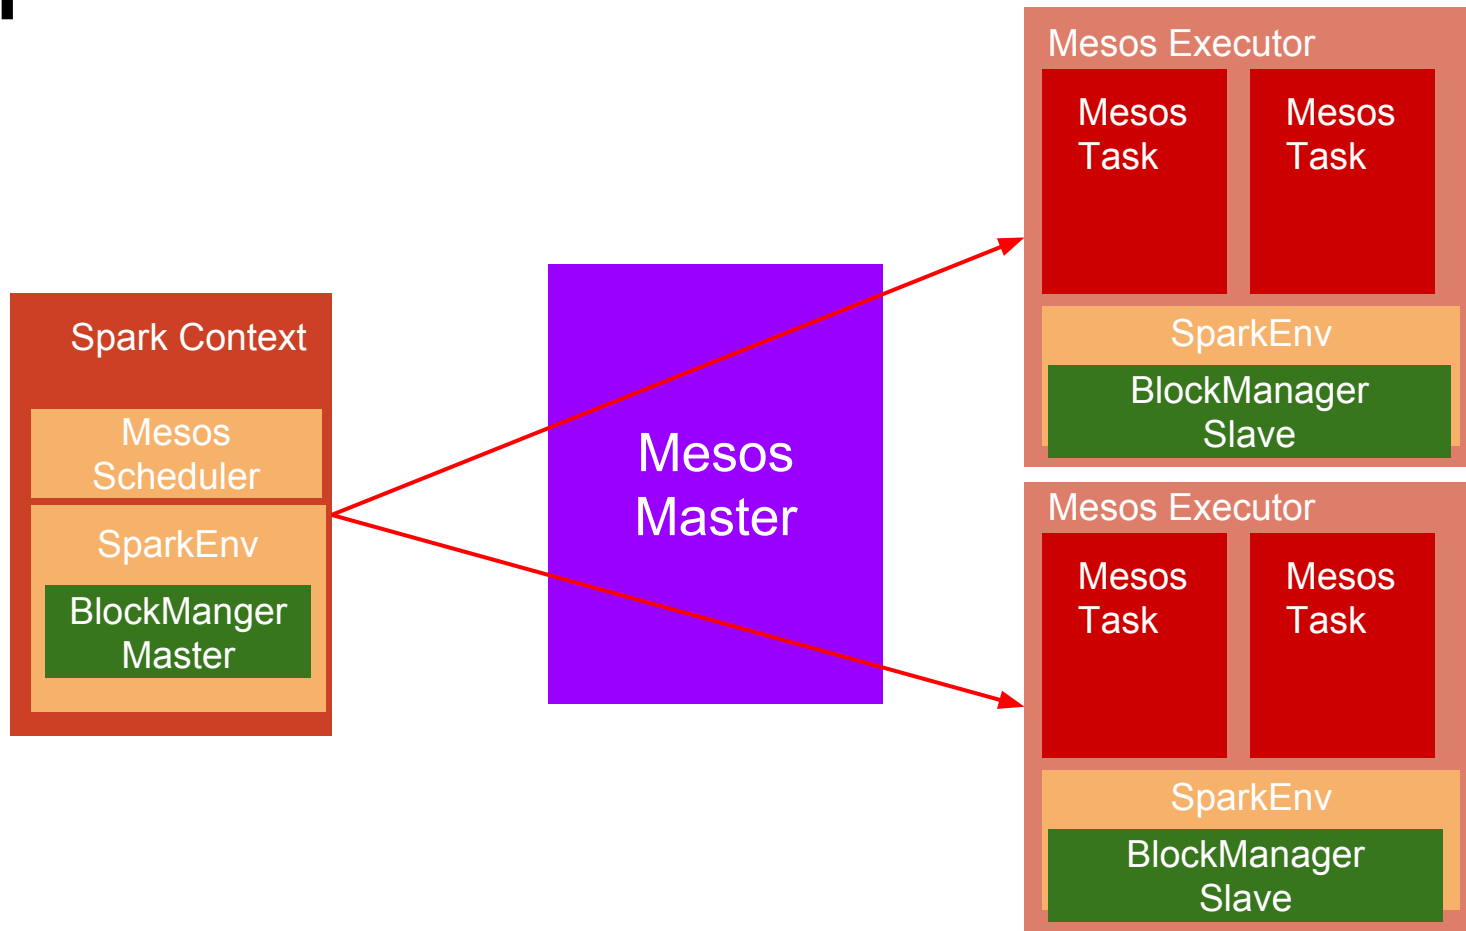 Spark Context
Mesos
Scheduler
SparkEnv
BlockManger
Master
Mesos
Master
Mesos Executor
Mesos
Task
Mesos
Task
SparkEnv
BlockManager
Slave
Mesos Executor
Mesos
Task
Mesos
Task
SparkEnv
BlockManager
Slave